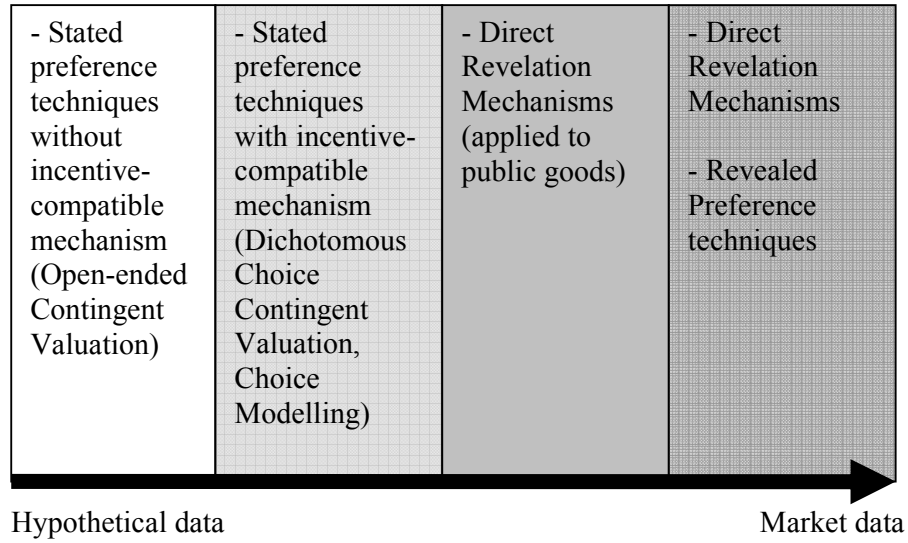 - Stated
preference
techniques
without
incentive-
compatible
mechanism
(Open-ended
Contingent
Valuation)
- Stated
preference
techniques
with incentive-
compatible
mechanism
(Dichotomous
Choice
Contingent
Valuation,
Choice
Modelling)
- Direct
Revelation
Mechanisms
(applied to
public goods)
- Direct
Revelation
Mechanisms
- Revealed
Preference
techniques
Hypothetical data
Market data